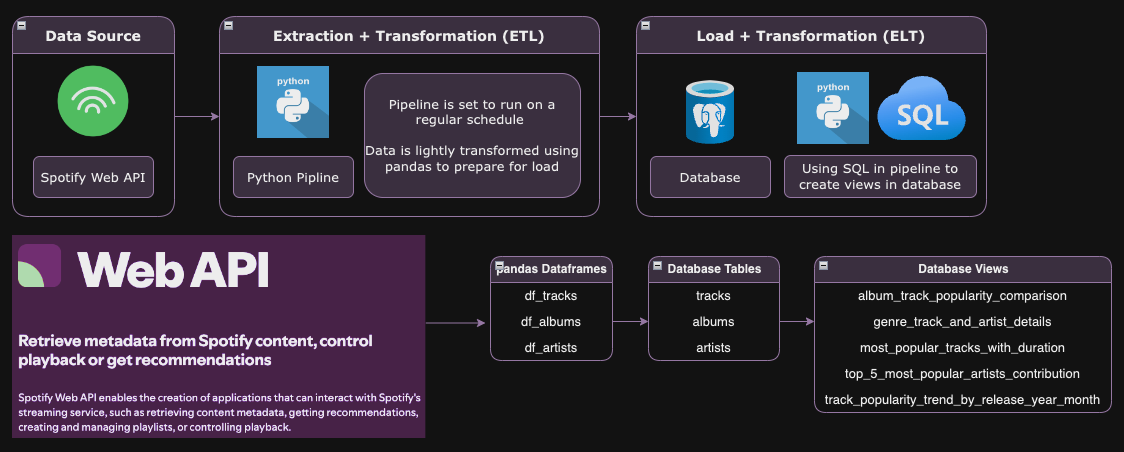 Data Source
Spotify Web API
Extraction + Transformation (ETL)
python
Python Pipline
Pipeline is set to run on a
regular schedule
Data is lightly transformed using
pandas to prepare for load
Load + Transformation (ELT)
Database
python
SQL
Using SQL in pipeline to
create views in database
Web API
Retrieve metadata from Spotify content, control
playback or get recommendations
Spotify Web API enables the creation of applications that can interact with Spotify's
streaming service, such as retrieving content metadata, getting recommendations,
creating and managing playlists, or controlling playback.
pandas Dataframes
df_tracks
df_albums
df_artists
Database Tables
tracks
albums
artists
Database Views
album_track_popularity_comparison
genre_track_and_artist_details
most_popular_tracks_with_duration
top_5_most_popular_artists_contribution
track_popularity_trend_by_release_year_month